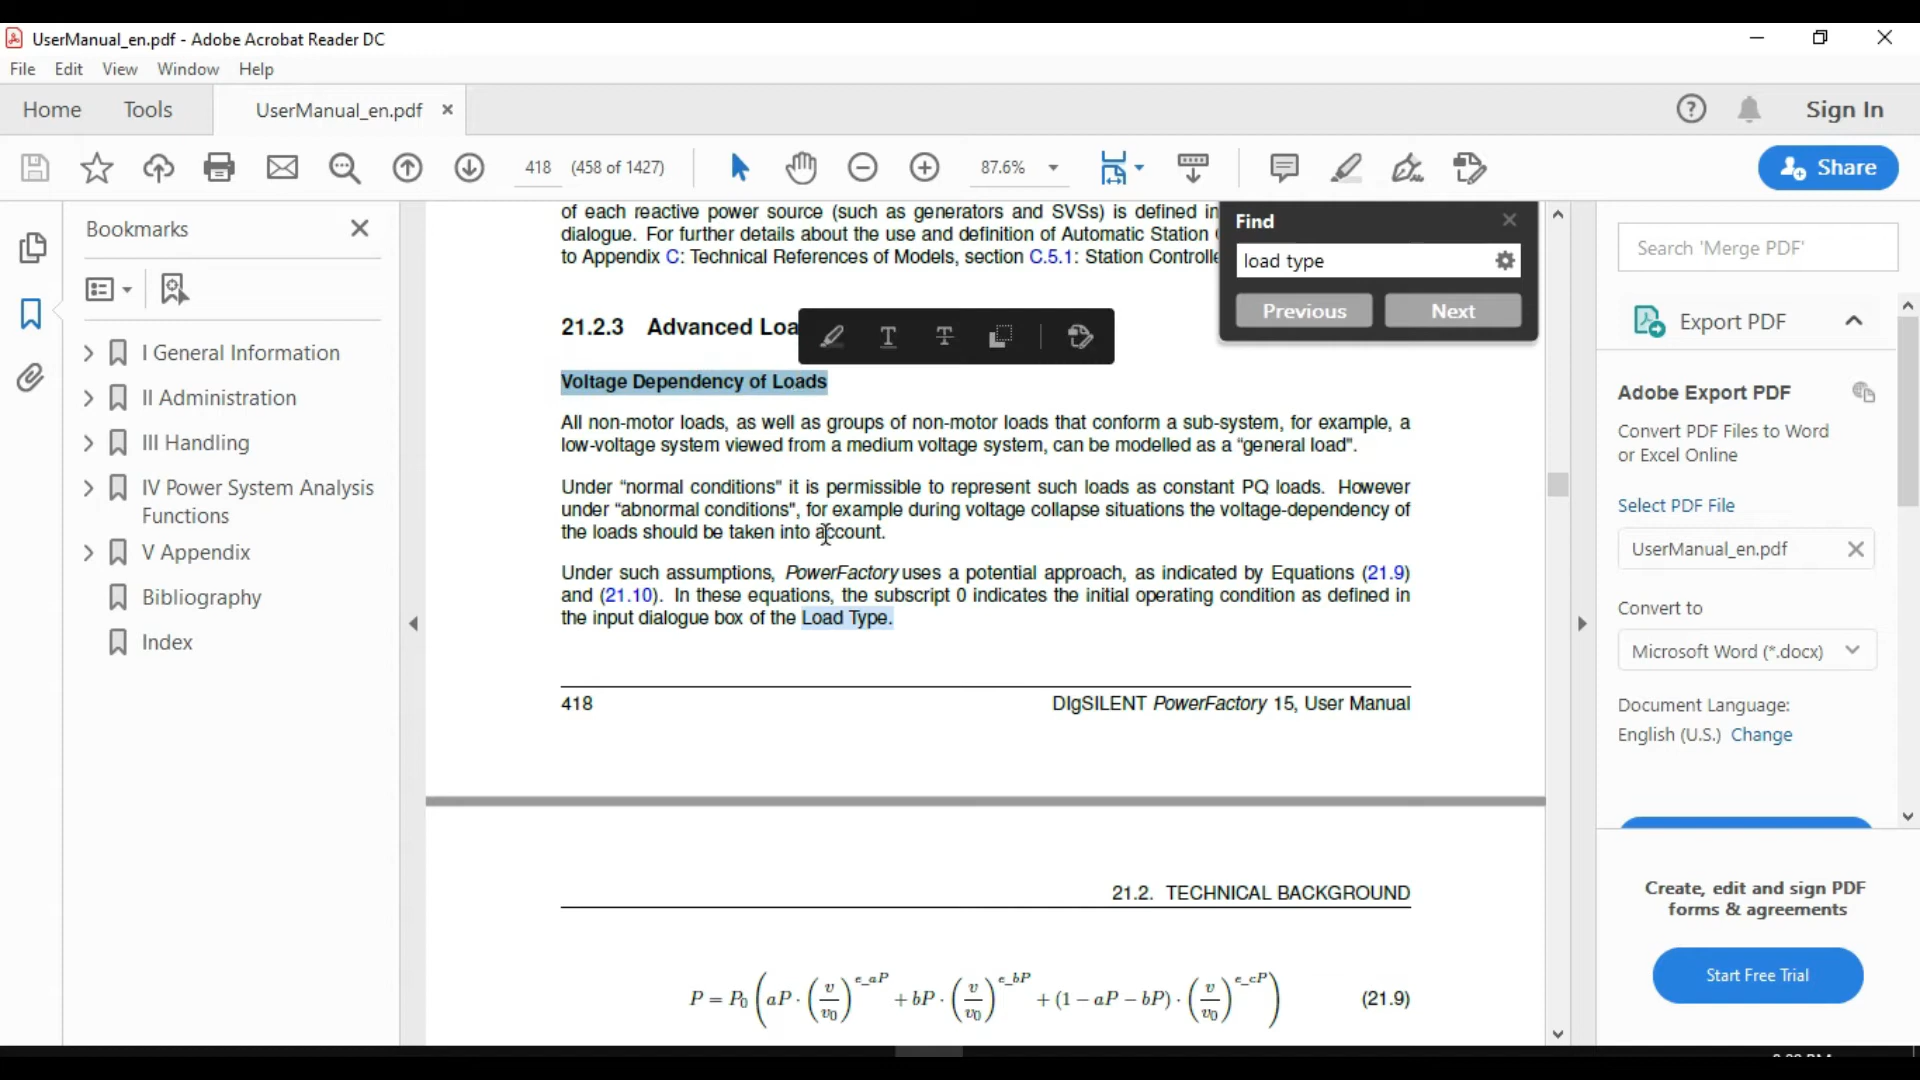 UserManual_en.pdf - Adobe Acrobat Reader DC
File Edit View Window Help
Home Tools UserManual_en.pdf Sign In
418 (458 of 1427) 87.6% Share
Bookmarks
I General Information
II Administration
III Handling
IV Power System Analysis
Functions
V Appendix
Bibliography
Index
of each reactive power source (such as generators and SVSs) is defined in
dialogue. For further details about the use and definition of Automatic Station
to Appendix C: Technical References of Models, section C.5.1: Station Controlle
21.2.3 Advanced Loa
Voltage Dependency of Loads
All non-motor loads, as well as groups of non-motor loads that conform a sub-system, for example, a
low-voltage system viewed from a medium voltage system, can be modelled as a “general load".
Under “normal conditions" it is permissible to represent such loads as constant PQ loads. However
under “abnormal conditions", for example during voltage collapse situations the voltage-dependency of
the loads should be taken into account.
Under such assumptions, PowerFactory uses a potential approach, as indicated by Equations (21.9)
and (21.10). In these equations, the subscript 0 indicates the initial operating condition as defined in
the input dialogue box of the Load Type.
418 DIgSILENT PowerFactory 15, User Manual
21.2. TECHNICAL BACKGROUND
P = P0 ( aP · ( v / v0 )^e_aP + bP · ( v / v0 )^e_bP + (1 − aP − bP) · ( v / v0 )^e_cP ) (21.9)
Find
load type
Previous Next
Search 'Merge PDF'
Export PDF
Adobe Export PDF
Convert PDF Files to Word
or Excel Online
Select PDF File
UserManual_en.pdf
Convert to
Microsoft Word (*.docx)
Document Language:
English (U.S.) Change
Create, edit and sign PDF
forms & agreements
Start Free Trial